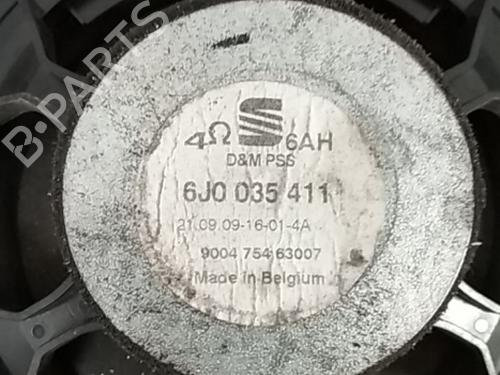 4Ω S 6AH
D&M PSS
6J0 035 411
21.09.09-16-01-4A
9004 754 63007
Made in Belgium
B-PARTS